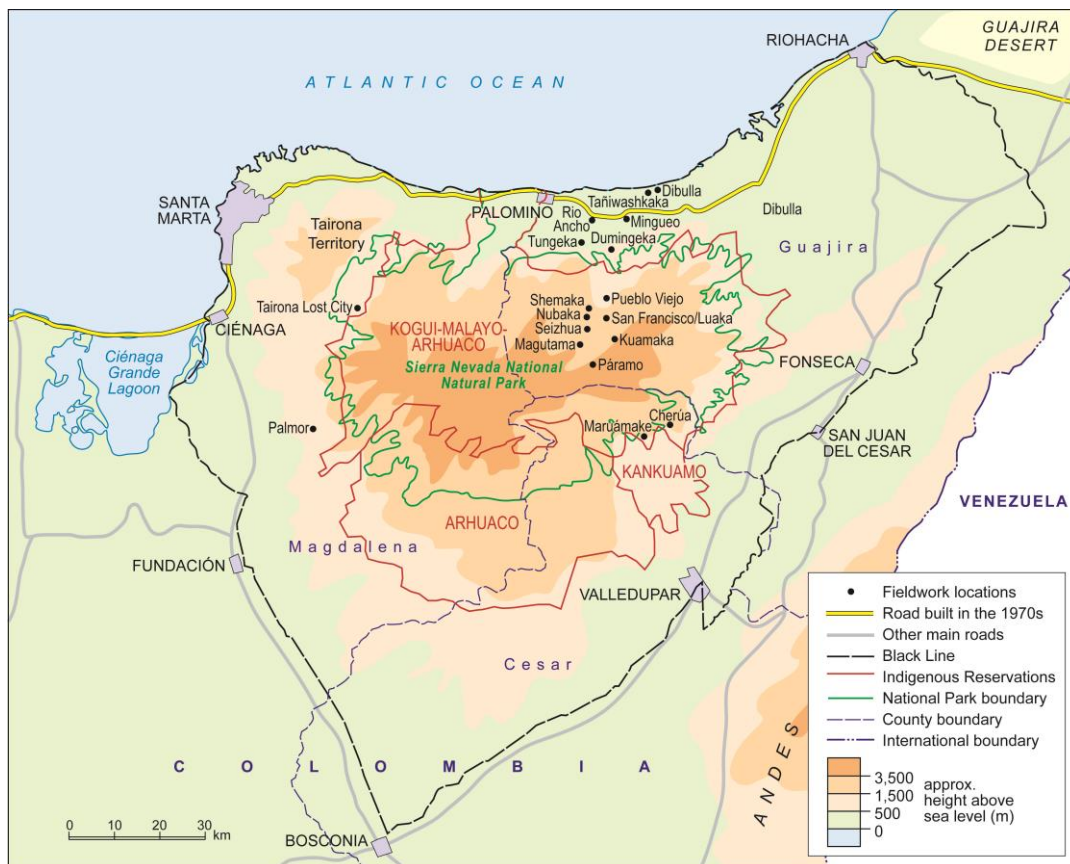 GUAJIRA
DESERT
RIOHACHA
ATLANTIC OCEAN
SANTA
MARTA
Dibulla
Tañiwashkaka
PALOMINO
Rio
Ancho
Mingueo
Dibulla
Tairona
Territory
Tungeka
Dumingeka
Guajira
Tairona Lost City
Shemaka
Pueblo Viejo
Nubaka
San Francisco/Luaka
Seizhua
Magutama
Kuamaka
Páramo
CIÉNAGA
KOGUI-MALAYO-
ARHUACO
Sierra Nevada National
Natural Park
Ciénaga
Grande
Lagoon
FONSECA
Palmor
Cherúa
Maruámake
SAN JUAN
DEL CESAR
KANKUAMO
VENEZUELA
ARHUACO
Magdalena
FUNDACIÓN
VALLEDUPAR
Cesar
COLOMBIA
ANDES
BOSCONIA
0 10 20 30
km
Fieldwork locations
Road built in the 1970s
Other main roads
Black Line
Indigenous Reservations
National Park boundary
County boundary
International boundary
3,500
1,500
500
0
approx.
height above
sea level (m)